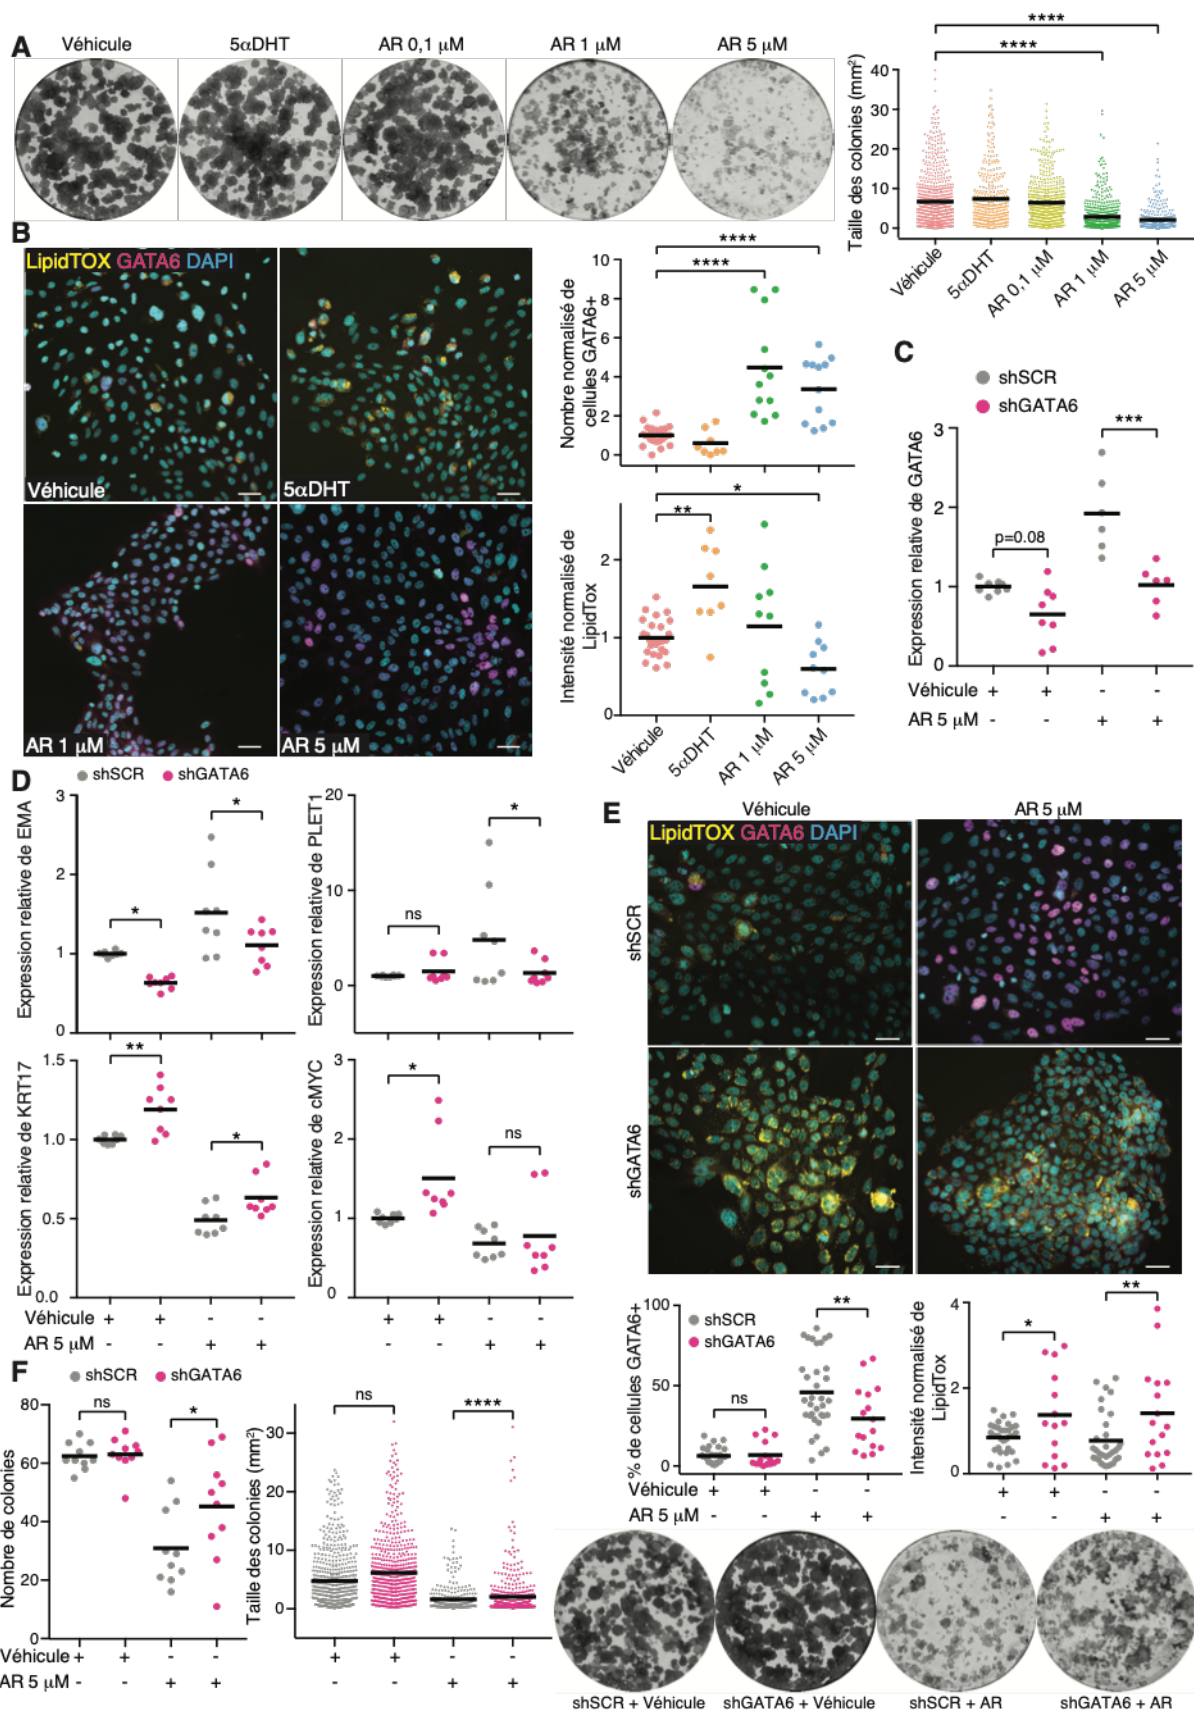 A
Véhicule 5αDHT AR 0,1 µM AR 1 µM AR 5 µM
Taille des colonies (mm²)
40
30
20
10
0
****
****
Véhicule 5αDHT AR 0,1 µM AR 1 µM AR 5 µM
B
LipidTOX GATA6 DAPI
Véhicule
5αDHT
AR 1 µM
AR 5 µM
Nombre normalisé de
cellules GATA6+
10
8
6
4
2
0
****
****
Intensité normalisé de
LipidTox
2
1
0
*
**
Véhicule 5αDHT AR 1 µM AR 5 µM
C
shSCR
shGATA6
Expression relative de GATA6
3
2
1
0
p=0.08
***
Véhicule + + - -
AR 5 µM - - + +
D
shSCR shGATA6
Expression relative de EMA
3
2
1
0
*
*
Expression relative de PLET1
20
10
0
ns
*
Expression relative de KRT17
1.5
1.0
0.5
0.0
**
*
Expression relative de cMYC
3
2
1
0
*
ns
Véhicule + + - - + + - -
AR 5 µM - - + + - - + +
E
Véhicule AR 5 µM
LipidTOX GATA6 DAPI
shSCR
shGATA6
% de cellules GATA6+
100
50
0
shSCR
shGATA6
ns
**
Intensité normalisé de
LipidTox
4
2
0
*
**
Véhicule + + - - + + - -
AR 5 µM - - + + - - + +
F
shSCR shGATA6
Nombre de colonies
80
60
40
20
0
ns
*
Taille des colonies (mm²)
30
20
10
0
ns
****
Véhicule + + - - + + - -
AR 5 µM - - + + - - + +
shSCR + Véhicule shGATA6 + Véhicule shSCR + AR shGATA6 + AR